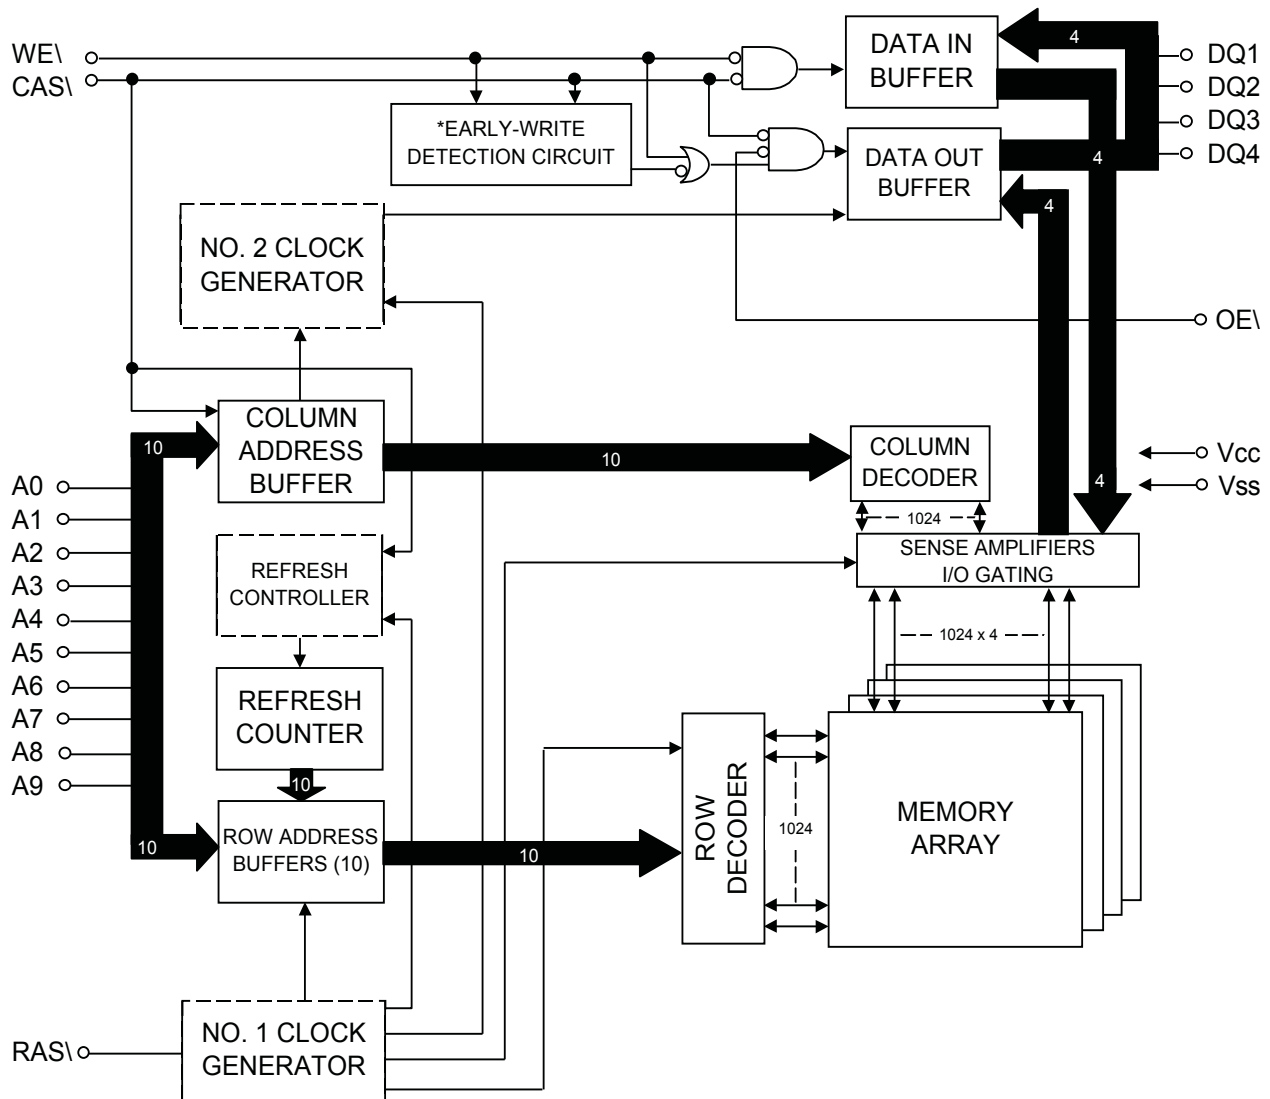 WE\
CAS\
*EARLY-WRITE
DETECTION CIRCUIT
DATA IN
BUFFER
4
DQ1
DQ2
DQ3
DQ4
DATA OUT
BUFFER
4
4
NO. 2 CLOCK
GENERATOR
OE\
COLUMN
ADDRESS
BUFFER
10
10
COLUMN
DECODER
4
Vcc
Vss
1024
A0
A1
A2
A3
A4
A5
A6
A7
A8
A9
REFRESH
CONTROLLER
SENSE AMPLIFIERS
I/O GATING
1024 x 4
REFRESH
COUNTER
10
10
ROW ADDRESS
BUFFERS (10)
10
ROW
DECODER
1024
MEMORY
ARRAY
RAS\
NO. 1 CLOCK
GENERATOR